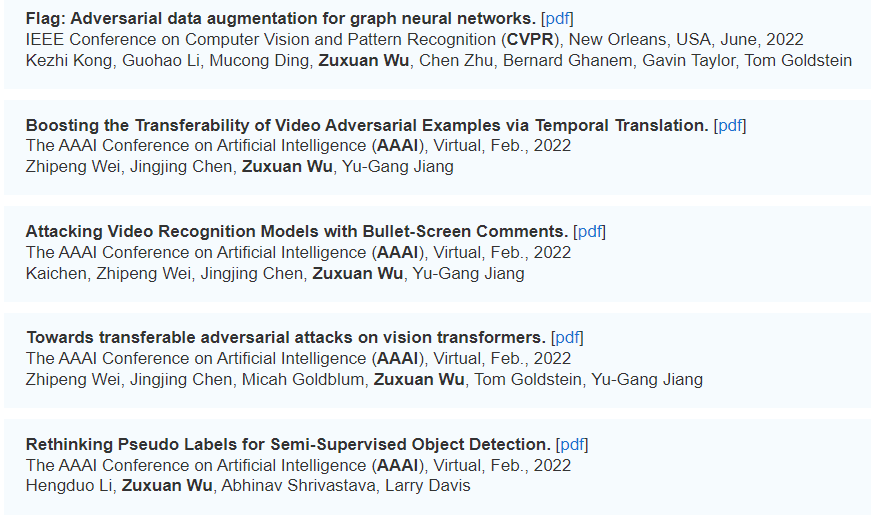 Flag: Adversarial data augmentation for graph neural networks. [pdf]
IEEE Conference on Computer Vision and Pattern Recognition (CVPR), New Orleans, USA, June, 2022
Kezhi Kong, Guohao Li, Mucong Ding, Zuxuan Wu, Chen Zhu, Bernard Ghanem, Gavin Taylor, Tom Goldstein
Boosting the Transferability of Video Adversarial Examples via Temporal Translation. [pdf]
The AAAI Conference on Artificial Intelligence (AAAI), Virtual, Feb., 2022
Zhipeng Wei, Jingjing Chen, Zuxuan Wu, Yu-Gang Jiang
Attacking Video Recognition Models with Bullet-Screen Comments. [pdf]
The AAAI Conference on Artificial Intelligence (AAAI), Virtual, Feb., 2022
Kaichen, Zhipeng Wei, Jingjing Chen, Zuxuan Wu, Yu-Gang Jiang
Towards transferable adversarial attacks on vision transformers. [pdf]
The AAAI Conference on Artificial Intelligence (AAAI), Virtual, Feb., 2022
Zhipeng Wei, Jingjing Chen, Micah Goldblum, Zuxuan Wu, Tom Goldstein, Yu-Gang Jiang
Rethinking Pseudo Labels for Semi-Supervised Object Detection. [pdf]
The AAAI Conference on Artificial Intelligence (AAAI), Virtual, Feb., 2022
Hengduo Li, Zuxuan Wu, Abhinav Shrivastava, Larry Davis